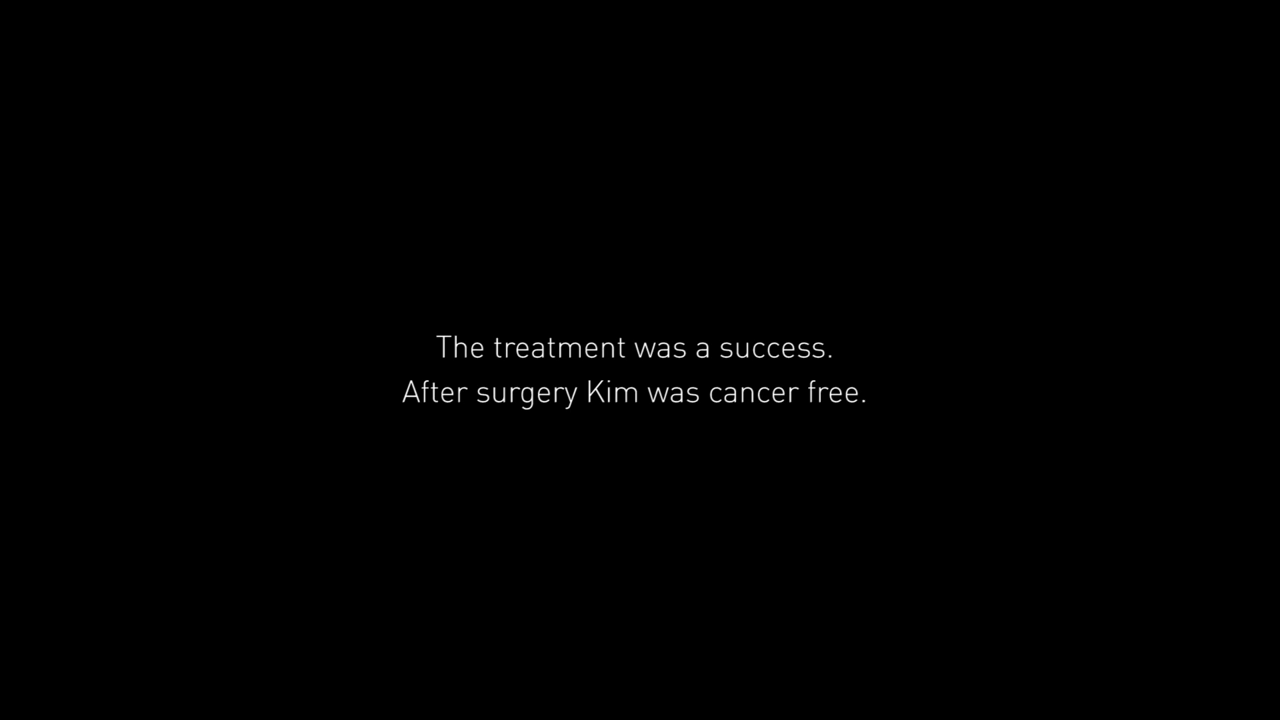 The treatment was a success.
After surgery Kim was cancer free.